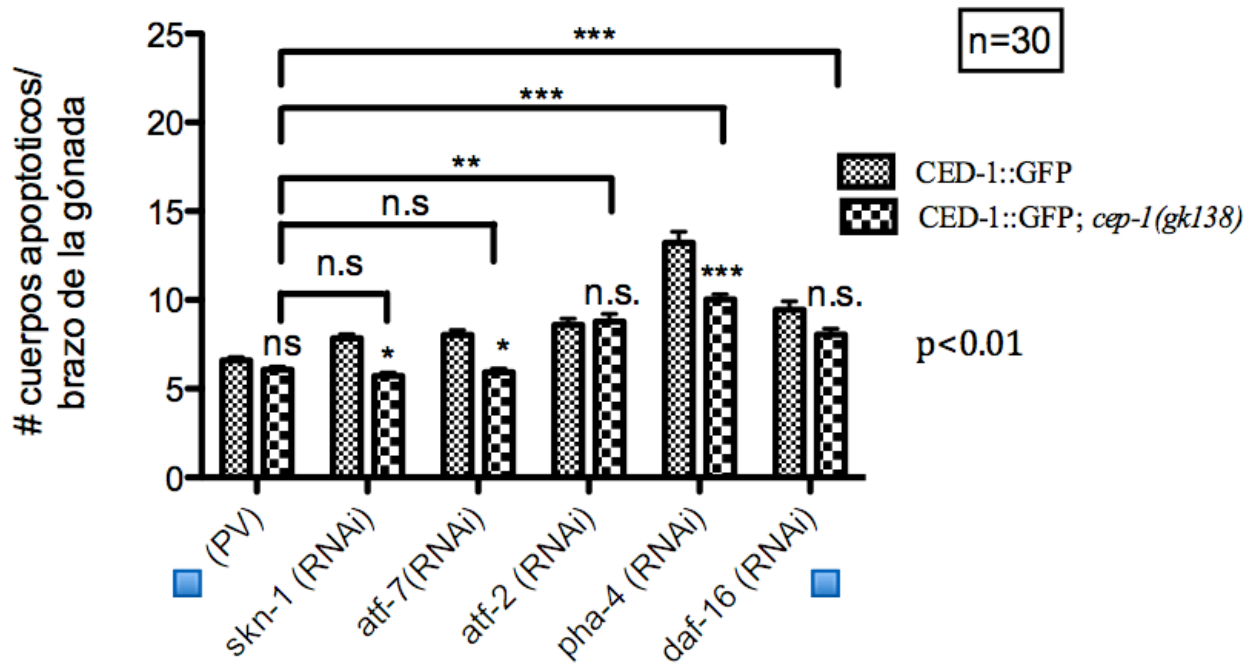 n=30
***
***
**
n.s
n.s
ns
*
*
n.s.
***
n.s.
25
20
15
10
5
0
# cuerpos apoptoticos/
brazo de la gónada
CED-1::GFP
CED-1::GFP; cep-1(gk138)
p<0.01
(PV)
skn-1 (RNAi)
atf-7(RNAi)
atf-2 (RNAi)
pha-4 (RNAi)
daf-16 (RNAi)